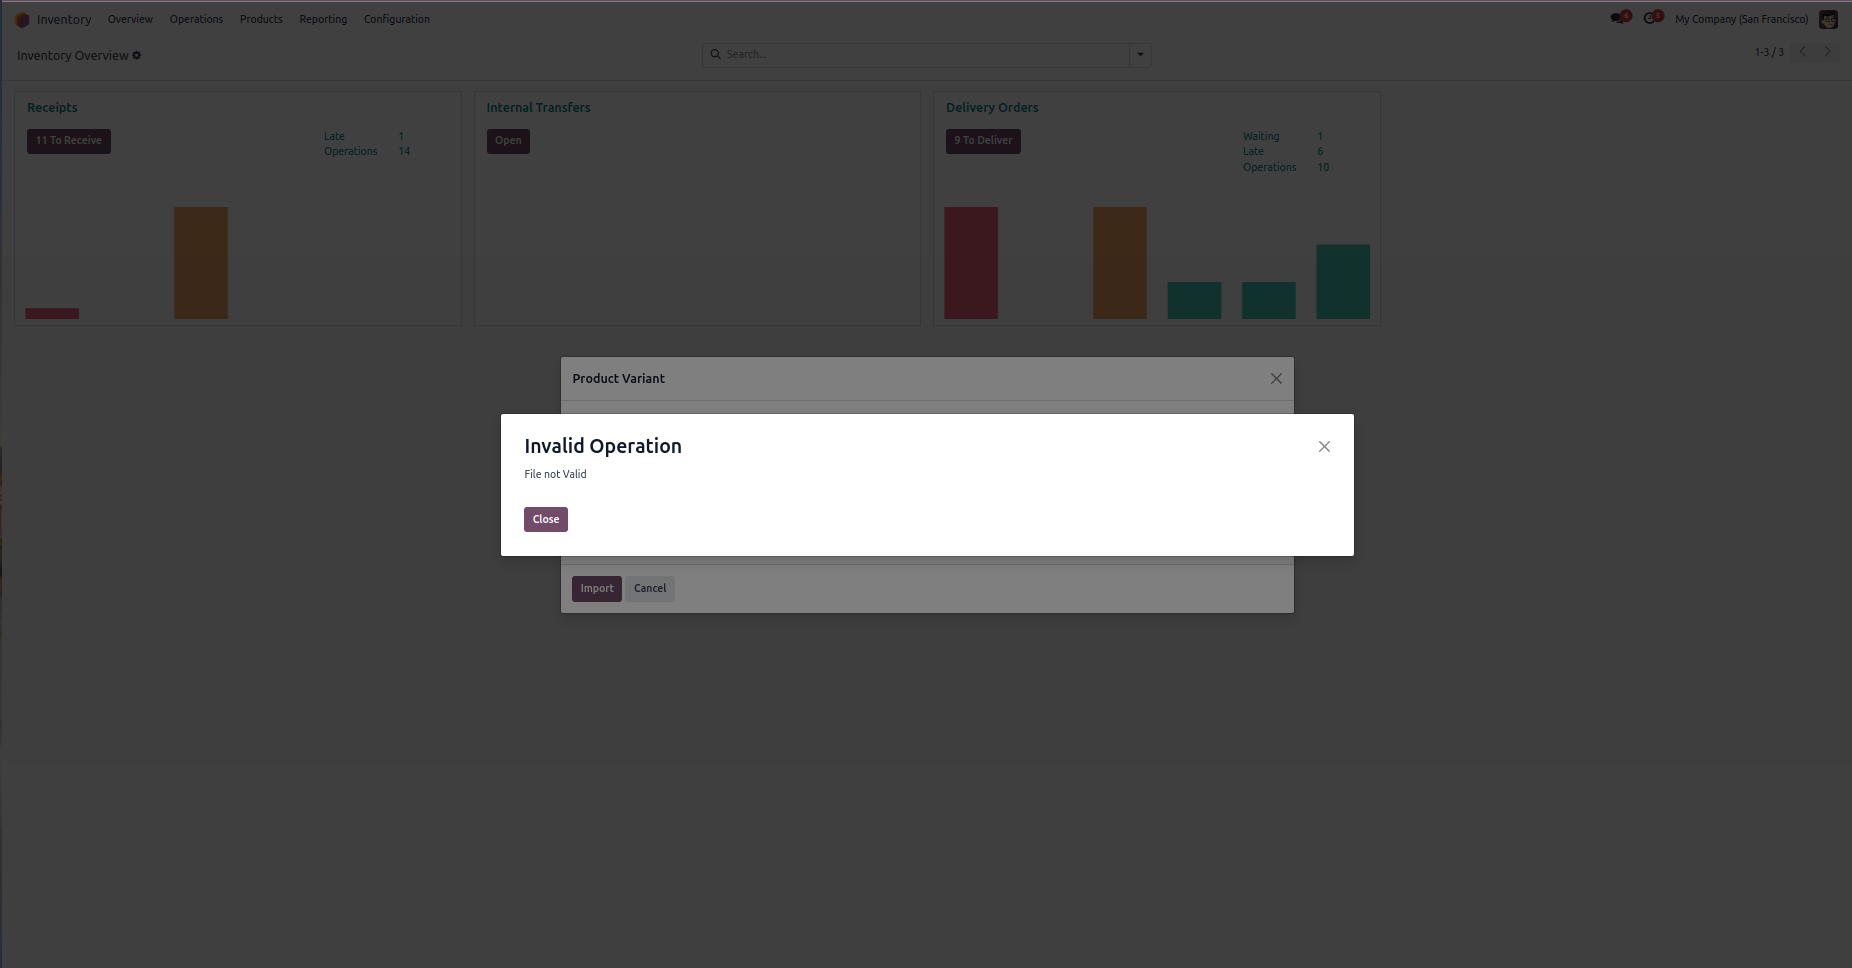 Inventory Overview Operations Products Reporting Configuration My Company (San Francisco)
Inventory Overview Search... 1-3 / 3
Receipts
11 To Receive
Late 1
Operations 14
Internal Transfers
Open
Delivery Orders
9 To Deliver
Waiting 1
Late 6
Operations 10
Product Variant
Invalid Operation
File not Valid
Close
Import Cancel